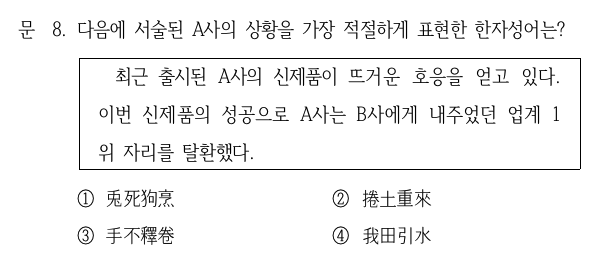 문 8. 다음에 서술된 A사의 상황을 가장 적절하게 표현한 한자성어는?
최근 출시된 A사의 신제품이 뜨거운 호응을 얻고 있다.
이번 신제품의 성공으로 A사는 B사에게 내주었던 업계 1
위 자리를 탈환했다.
① 兎死狗烹 ② 捲土重來
③ 手不釋卷 ④ 我田引水